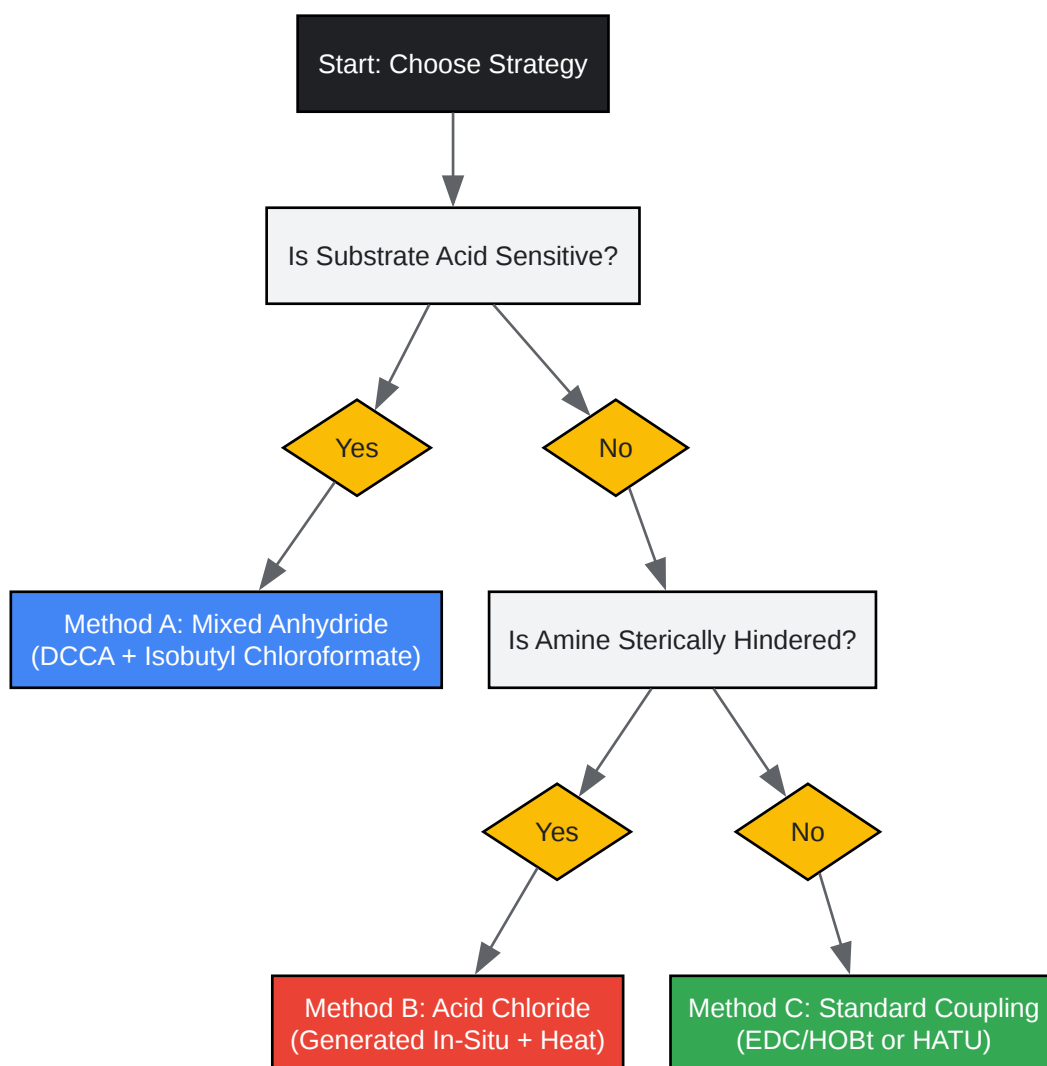 Start: Choose Strategy
Is Substrate Acid Sensitive?
Yes
No
Method A: Mixed Anhydride
(DCCA + Isobutyl Chloroformate)
Is Amine Sterically Hindered?
Yes
No
Method B: Acid Chloride
(Generated In-Situ + Heat)
Method C: Standard Coupling
(EDC/HOBt or HATU)